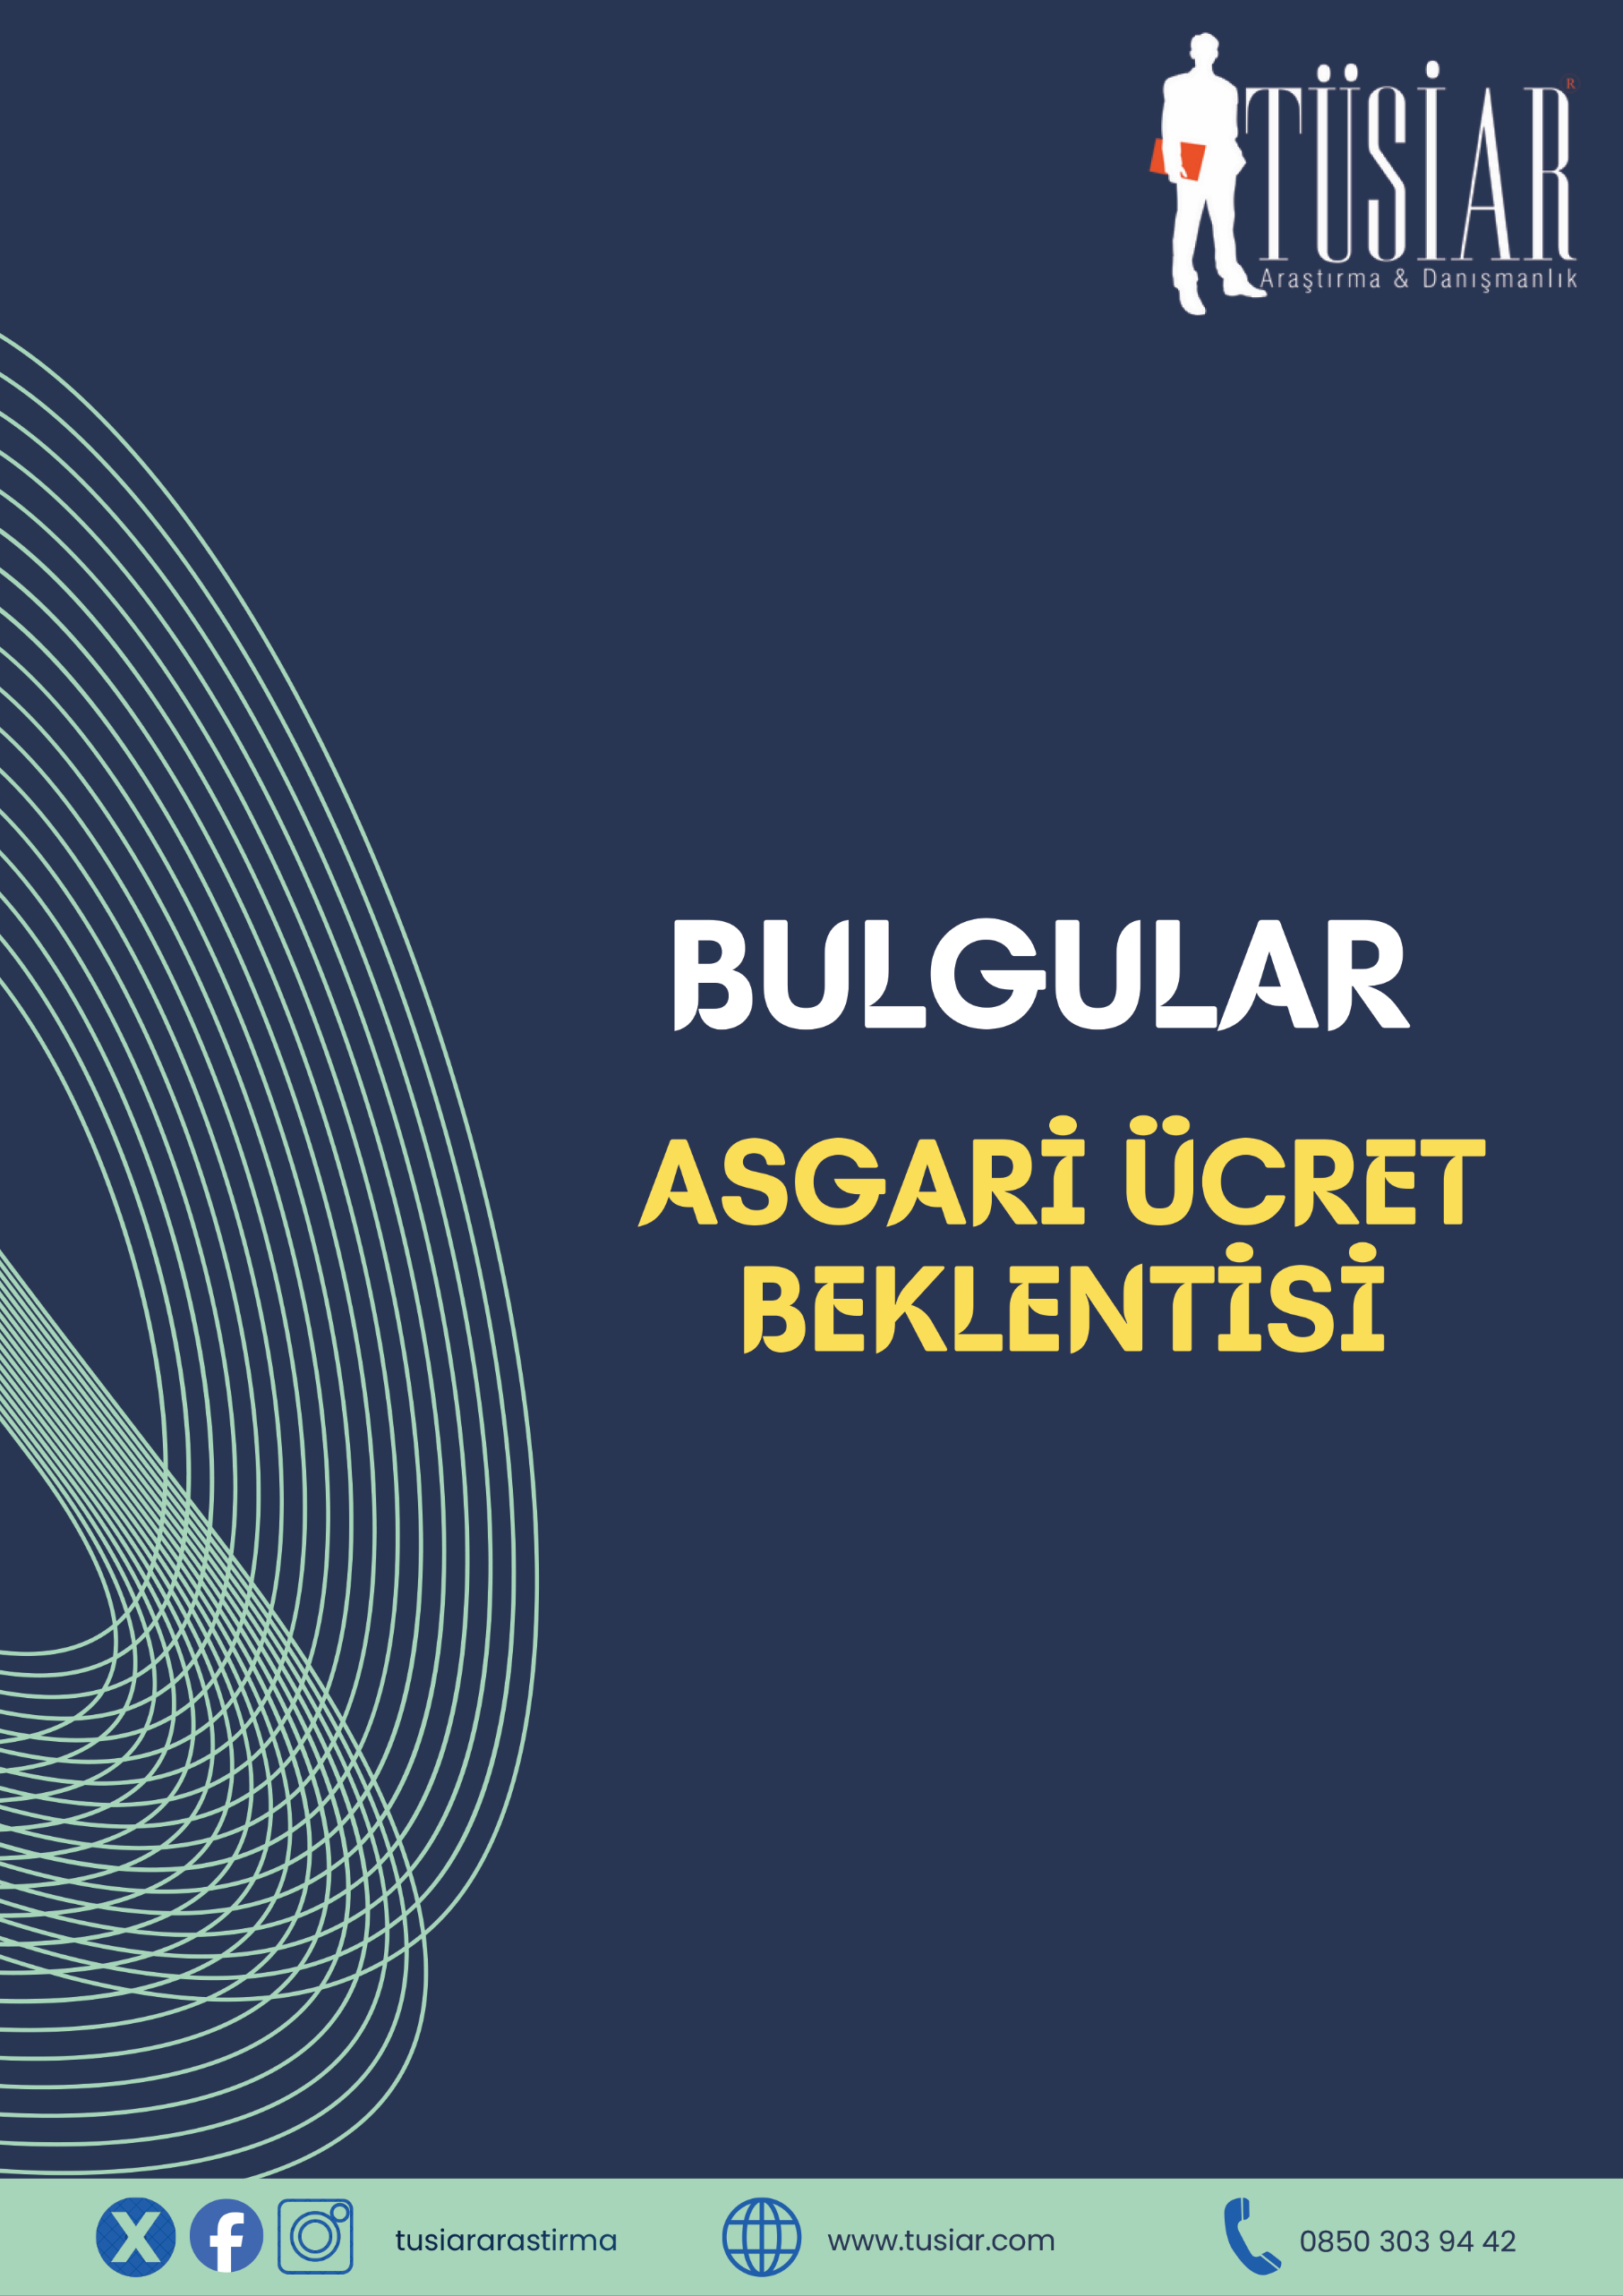 TÜSİAR
R
Araştırma & Danışmanlık
BULGULAR
ASGARİ ÜCRET
BEKLENTİSİ
tusiararastirma
www.tusiar.com
0850 303 94 42